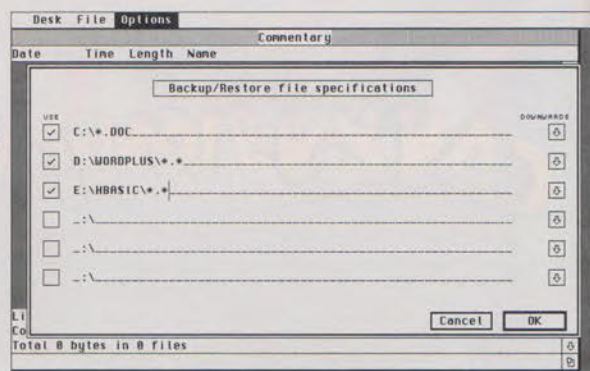 Desk File Options
Commentary
Date Time Length Name
Backup/Restore file specifications
USE DOWNWARDS
C:\*.DOC
D:\WORDPLUS\*.*
E:\HBASIC\*.*
_:\
_:\
_:\
Li
Co
Cancel OK
Total 0 bytes in 0 files